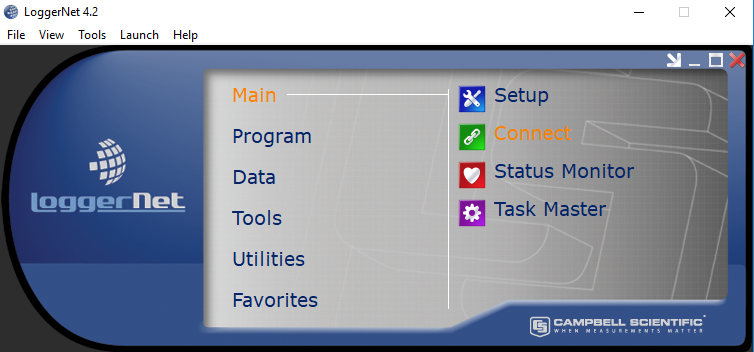 LoggerNet 4.2
File View Tools Launch Help
Main
Program
Data
Tools
Utilities
Favorites
Setup
Connect
Status Monitor
Task Master
LoggerNet
CS CAMPBELL SCIENTIFIC
WHEN MEASUREMENTS MATTER